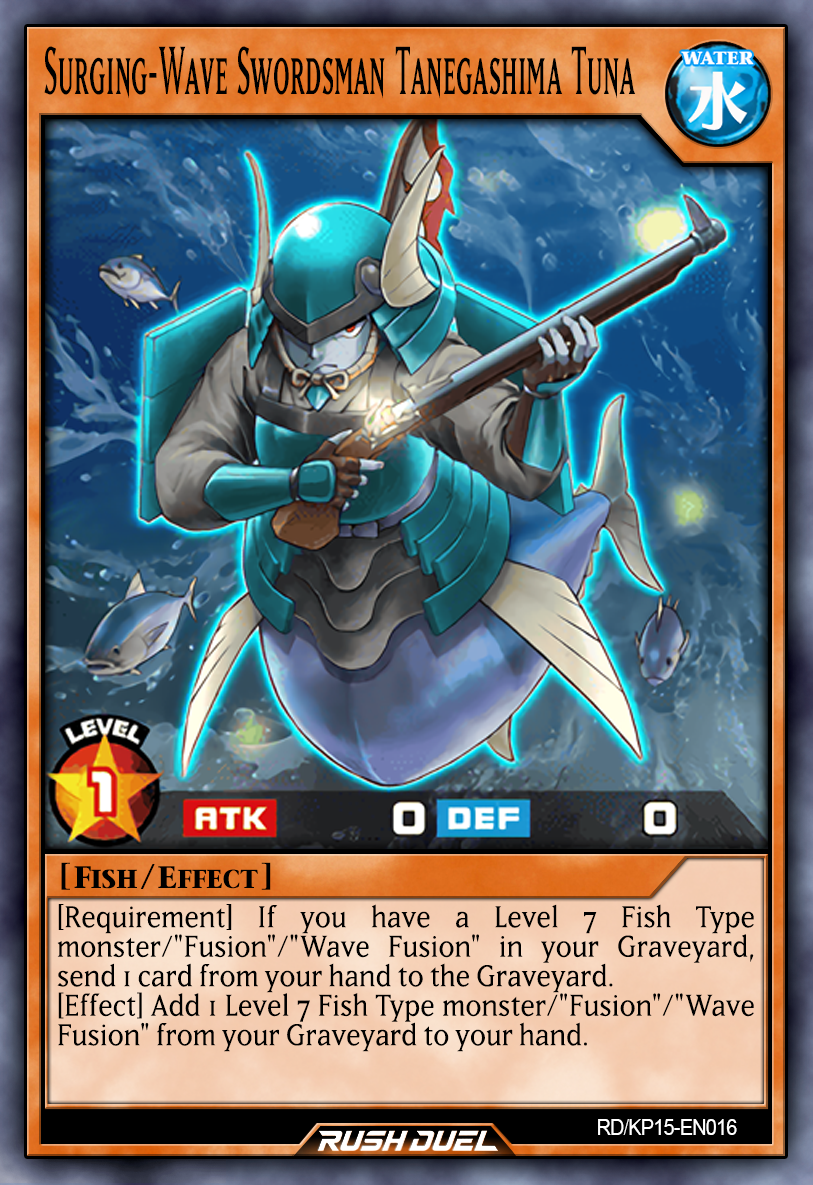 Surging-Wave Swordsman Tanegashima Tuna
WATER
水
LEVEL
1
ATK 0 DEF 0
[Fish/Effect]
[Requirement] If you have a Level 7 Fish Type
monster/"Fusion"/"Wave Fusion" in your Graveyard,
send 1 card from your hand to the Graveyard.
[Effect] Add 1 Level 7 Fish Type monster/"Fusion"/"Wave
Fusion" from your Graveyard to your hand.
RD/KP15-EN016
RUSH DUEL